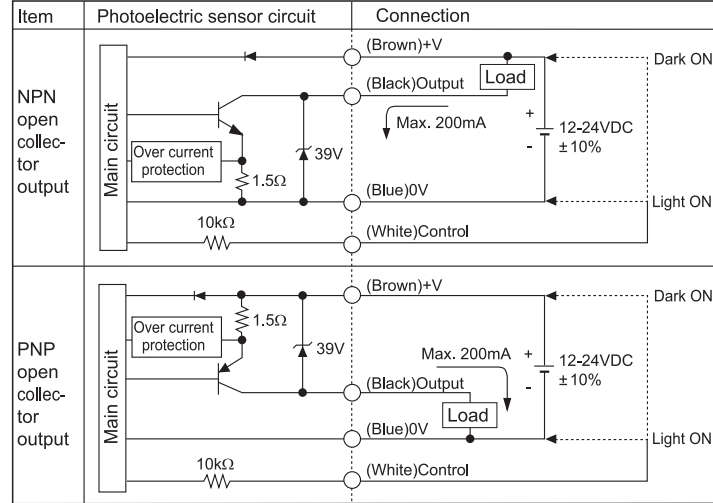 Item
Photoelectric sensor circuit
Connection
NPN
open
collec-
tor
output
Main circuit
Over current
protection
1.5Ω
39V
10kΩ
(Brown)+V
(Black)Output
Load
Max. 200mA
+
-
12-24VDC
±10%
(Blue)0V
(White)Control
Dark ON
Light ON
PNP
open
collec-
tor
output
Main circuit
Over current
protection
1.5Ω
39V
10kΩ
(Brown)+V
Max. 200mA
(Black)Output
Load
+
-
12-24VDC
±10%
(Blue)0V
(White)Control
Dark ON
Light ON